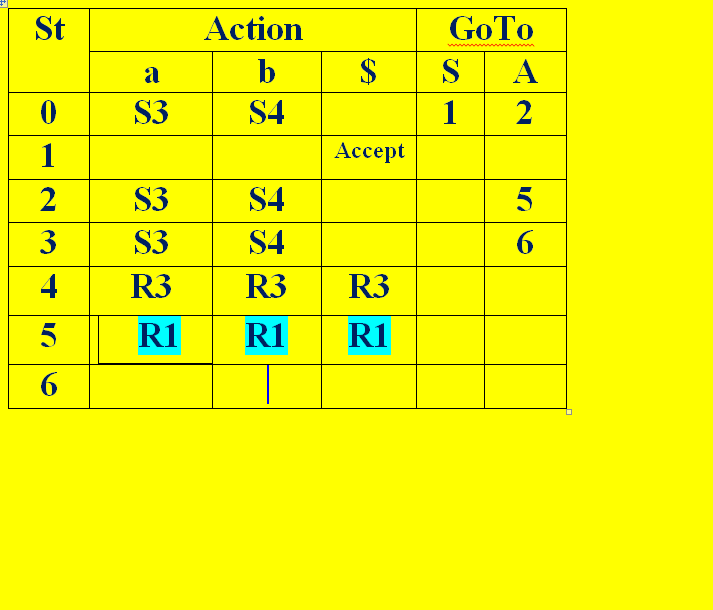 St Action GoTo
a b $ S A
0 S3 S4 1 2
1 Accept
2 S3 S4 5
3 S3 S4 6
4 R3 R3 R3
5 R1 R1 R1
6